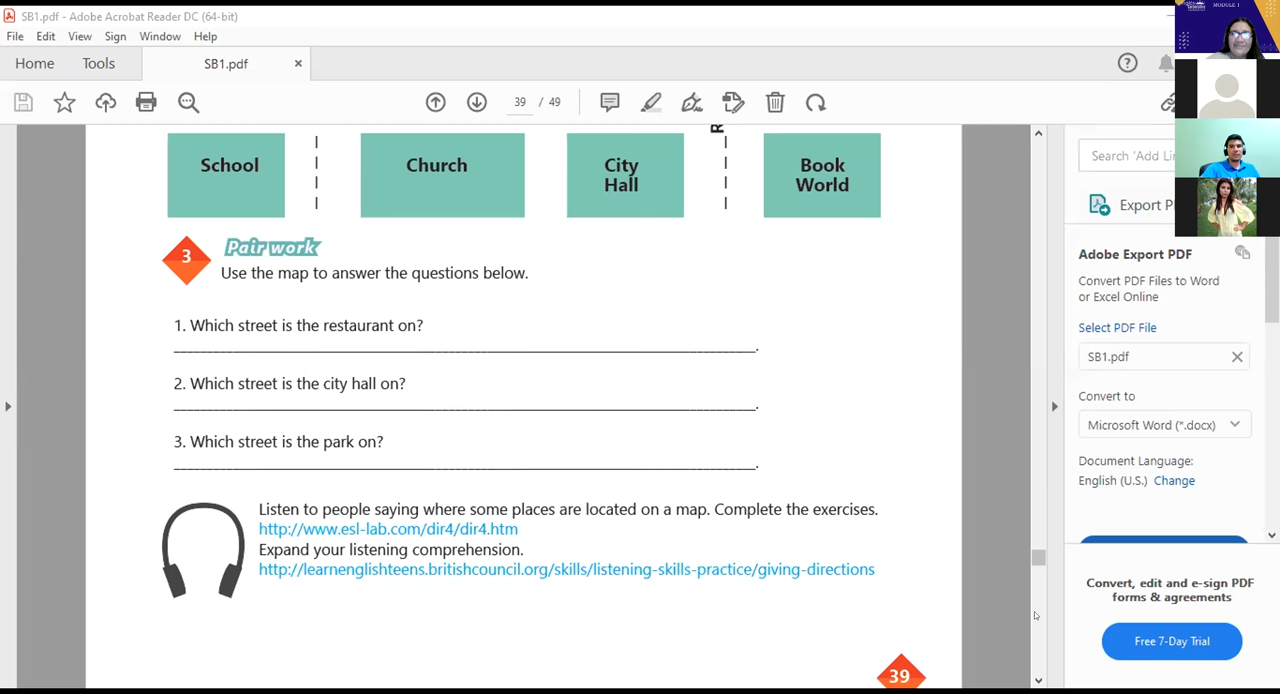 SB1.pdf - Adobe Acrobat Reader DC (64-bit)
File Edit View Sign Window Help
Home Tools SB1.pdf ×
39 / 49
MODULE 1
School
Church
City
Hall
R
Book
World
3
Pair work
Use the map to answer the questions below.
1. Which street is the restaurant on?
2. Which street is the city hall on?
3. Which street is the park on?
Listen to people saying where some places are located on a map. Complete the exercises.
http://www.esl-lab.com/dir4/dir4.htm
Expand your listening comprehension.
http://learnenglishteens.britishcouncil.org/skills/listening-skills-practice/giving-directions
39
Search 'Add Li
Export P
Adobe Export PDF
Convert PDF Files to Word
or Excel Online
Select PDF File
SB1.pdf
Convert to
Microsoft Word (*.docx)
Document Language:
English (U.S.) Change
Convert, edit and e-sign PDF
forms & agreements
Free 7-Day Trial